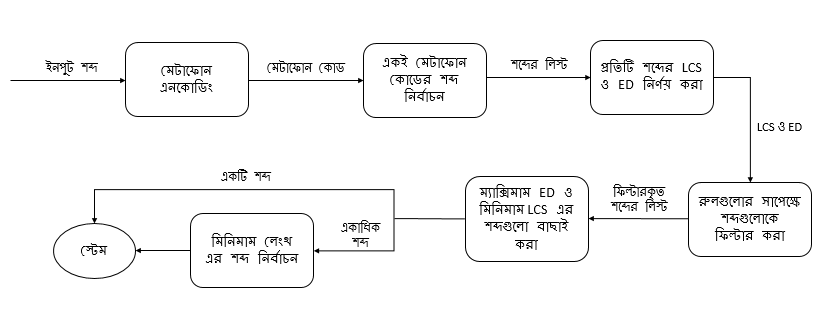 ইনপুট শব্দ
মেটাফোন
এনকোডিং
মেটাফোন কোড
একই মেটাফোন
কোডের শব্দ
নির্বাচন
শব্দের লিস্ট
প্রতিটি শব্দের LCS
ও ED নির্ণয় করা
LCS ও ED
রুলগুলোর সাপেক্ষে
শব্দগুলোকে
ফিল্টার করা
ফিল্টারকৃত
শব্দের লিস্ট
ম্যাক্সিমাম ED ও
মিনিমাম LCS এর
শব্দগুলো বাছাই
করা
একটি শব্দ
একাধিক
শব্দ
মিনিমাম লেংথ
এর শব্দ নির্বাচন
স্টেম